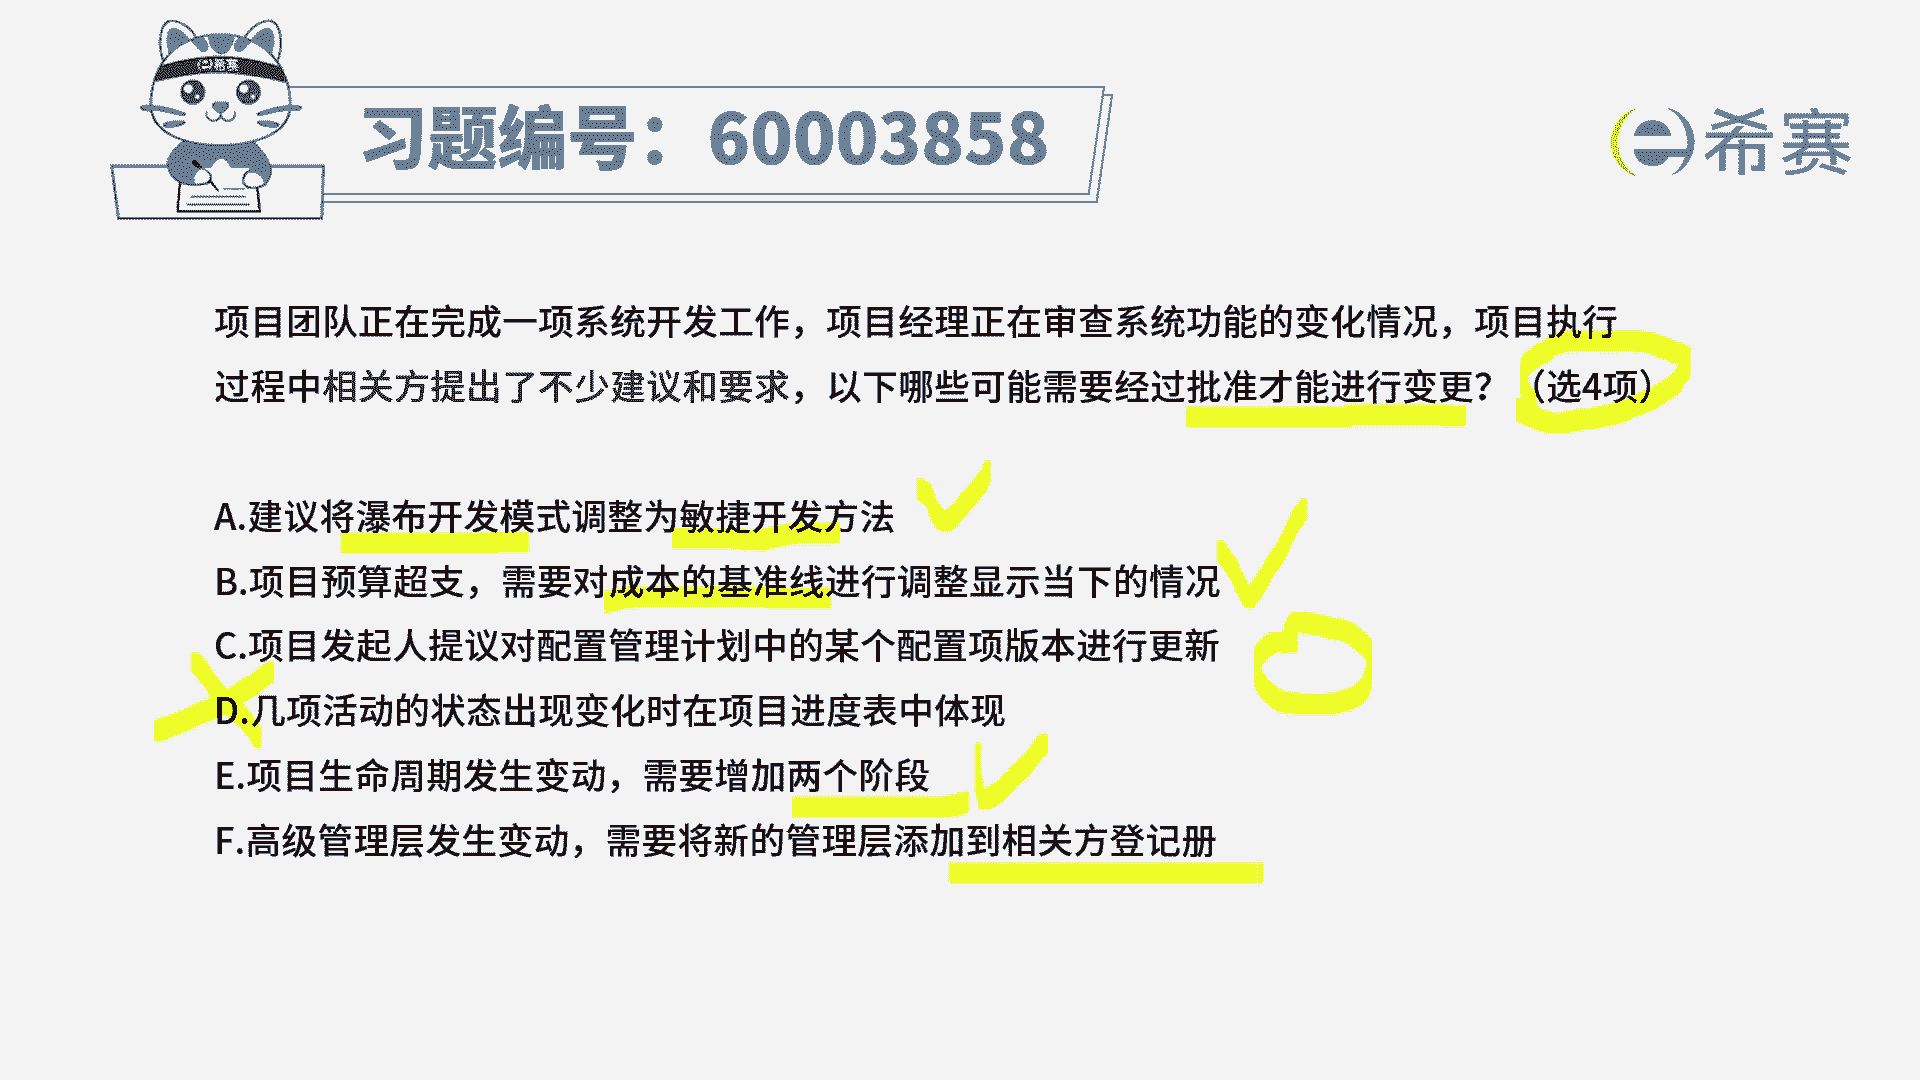 e希赛
习题编号：60003858
e希赛
项目团队正在完成一项系统开发工作，项目经理正在审查系统功能的变化情况，项目执行
过程中相关方提出了不少建议和要求，以下哪些可能需要经过批准才能进行变更？（选4项）
A.建议将瀑布开发模式调整为敏捷开发方法
B.项目预算超支，需要对成本的基准线进行调整显示当下的情况
C.项目发起人提议对配置管理计划中的某个配置项版本进行更新
D.几项活动的状态出现变化时在项目进度表中体现
E.项目生命周期发生变动，需要增加两个阶段
F.高级管理层发生变动，需要将新的管理层添加到相关方登记册